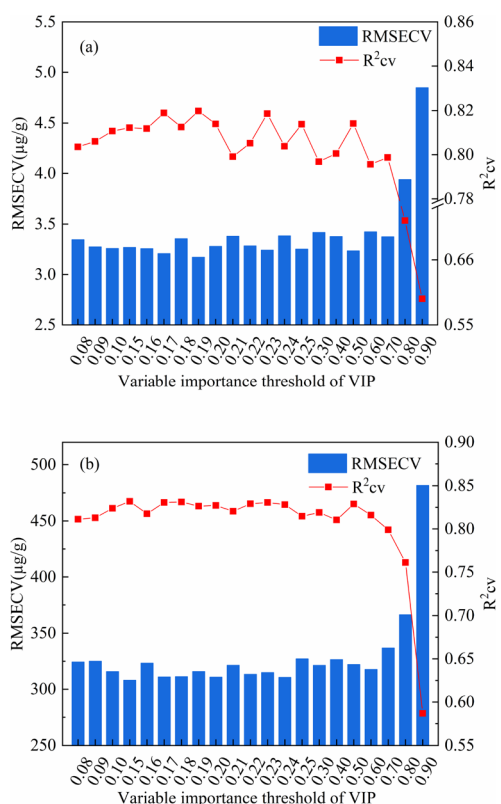 (a)
RMSECV
R²cv
RMSECV(μg/g)
5.5
5.0
4.5
4.0
3.5
3.0
2.5
0.86
0.84
0.82
0.80
0.78
0.66
0.55
R²cv
0.08 0.09 0.10 0.15 0.16 0.17 0.18 0.19 0.20 0.21 0.22 0.23 0.24 0.25 0.30 0.40 0.50 0.60 0.70 0.80 0.90
Variable importance threshold of VIP
(b)
RMSECV
R²cv
RMSECV(μg/g)
500
450
400
350
300
250
0.90
0.85
0.80
0.75
0.70
0.65
0.60
0.55
R²cv
0.08 0.09 0.10 0.15 0.16 0.17 0.18 0.19 0.20 0.21 0.22 0.23 0.24 0.25 0.30 0.40 0.50 0.60 0.70 0.80 0.90
Variable importance threshold of VIP